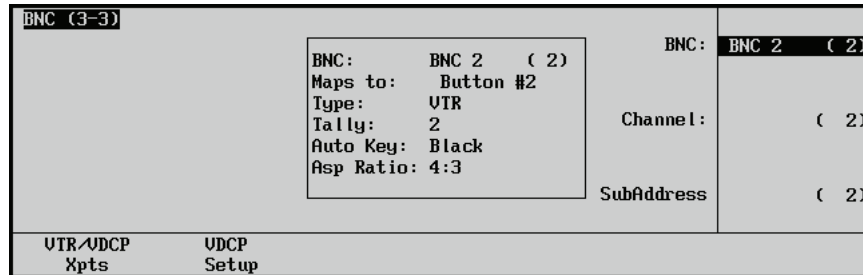 BNC (3-3)
BNC: BNC 2 ( 2)
Maps to: Button #2
Type: VTR
Tally: 2
Auto Key: Black
Asp Ratio: 4:3
BNC: BNC 2 ( 2)
Channel: ( 2)
SubAddress ( 2)
VTR/VDCP
Xpts
VDCP
Setup